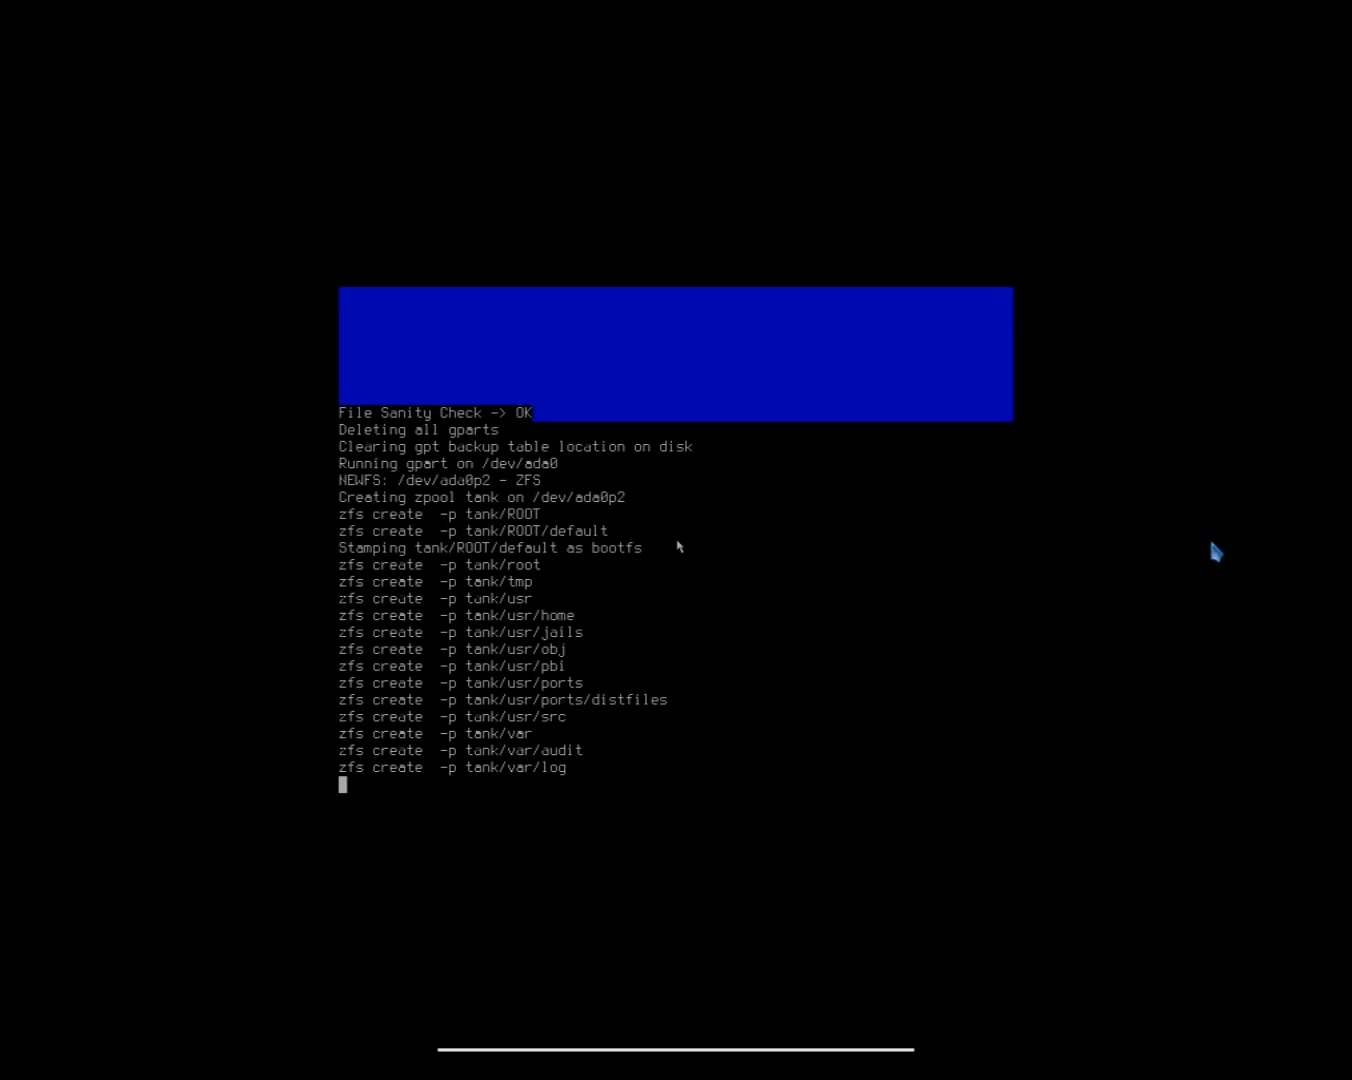 File Sanity Check -> OK
Deleting all gparts
Clearing gpt backup table location on disk
Running gpart on /dev/ada0
NEWFS: /dev/ada0p2 - ZFS
Creating zpool tank on /dev/ada0p2
zfs create  -p tank/ROOT
zfs create  -p tank/ROOT/default
Stamping tank/ROOT/default as bootfs
zfs create  -p tank/root
zfs create  -p tank/tmp
zfs create  -p tank/usr
zfs create  -p tank/usr/home
zfs create  -p tank/usr/jails
zfs create  -p tank/usr/obj
zfs create  -p tank/usr/pbi
zfs create  -p tank/usr/ports
zfs create  -p tank/usr/ports/distfiles
zfs create  -p tank/usr/src
zfs create  -p tank/var
zfs create  -p tank/var/audit
zfs create  -p tank/var/log